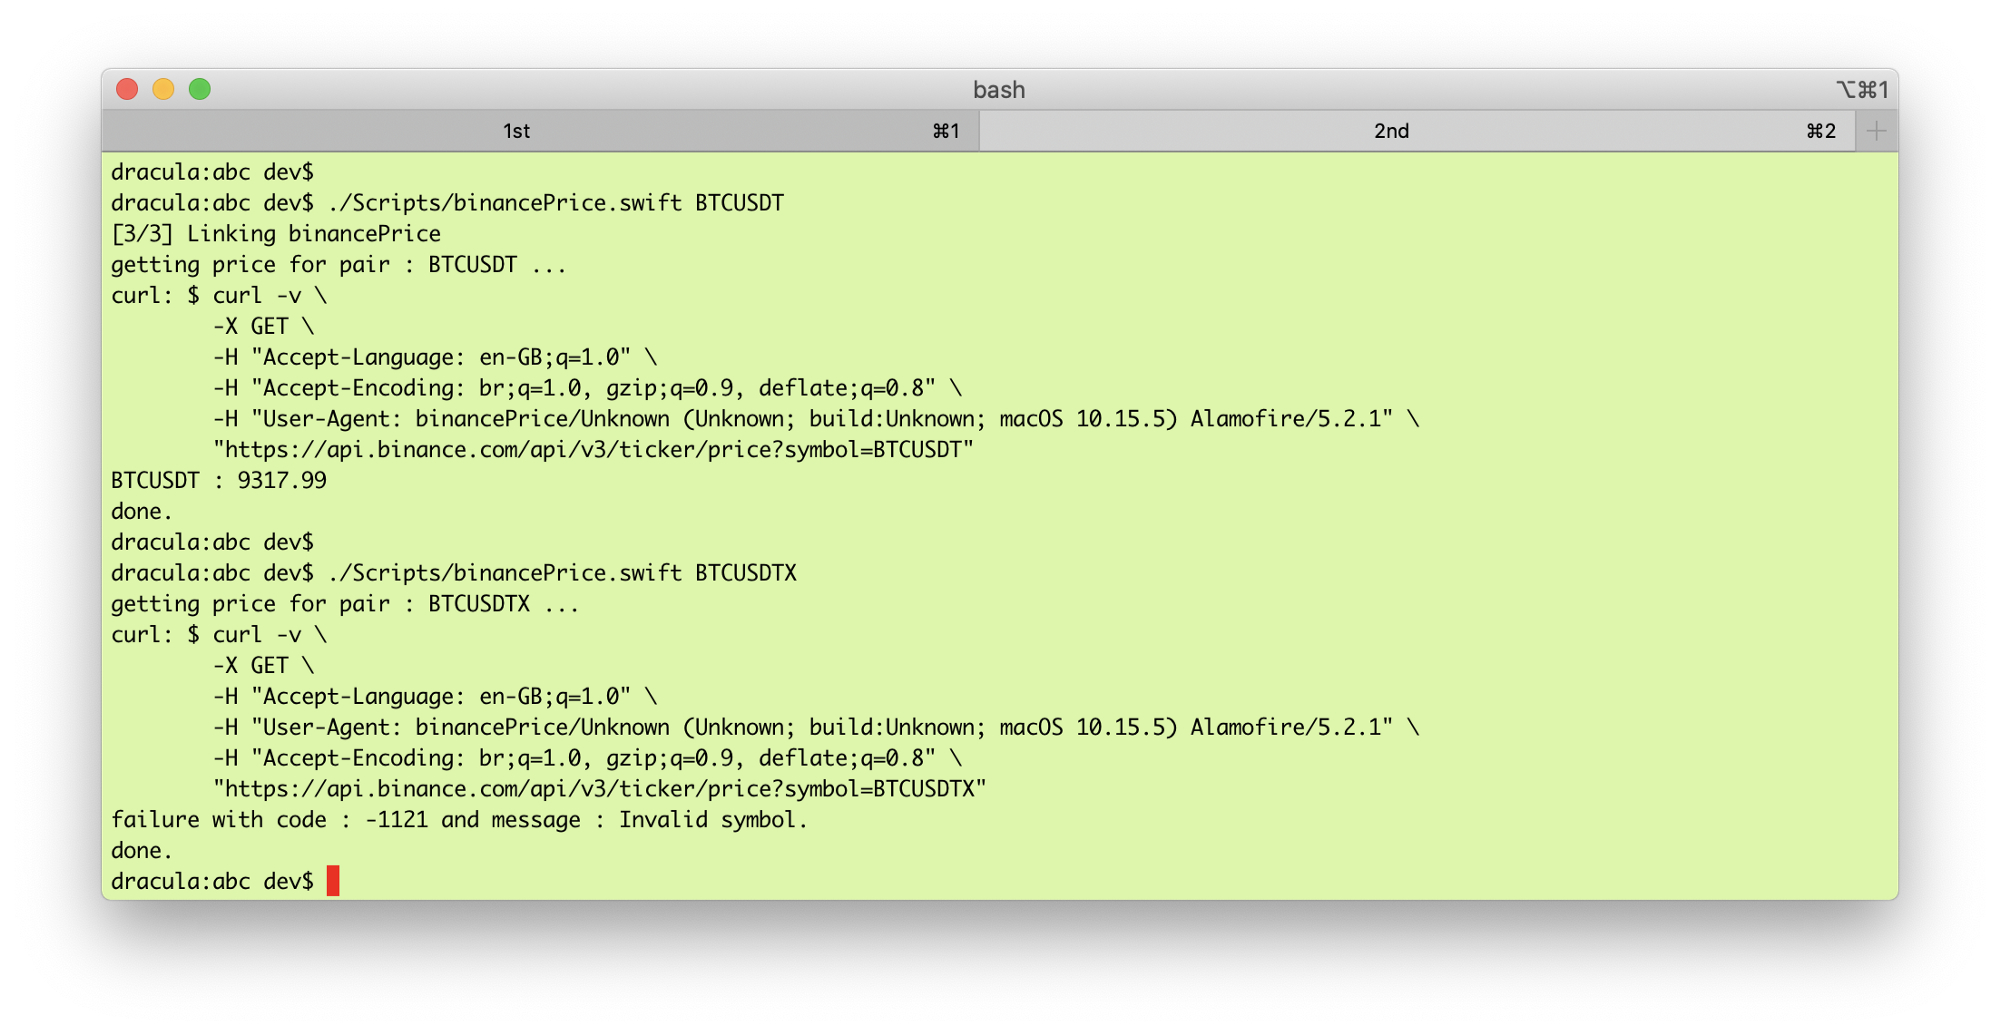 bash ⌥⌘1
1st ⌘1 2nd ⌘2 +
dracula:abc dev$
dracula:abc dev$ ./Scripts/binancePrice.swift BTCUSDT
[3/3] Linking binancePrice
getting price for pair : BTCUSDT ...
curl: $ curl -v \
        -X GET \
        -H "Accept-Language: en-GB;q=1.0" \
        -H "Accept-Encoding: br;q=1.0, gzip;q=0.9, deflate;q=0.8" \
        -H "User-Agent: binancePrice/Unknown (Unknown; build:Unknown; macOS 10.15.5) Alamofire/5.2.1" \
        "https://api.binance.com/api/v3/ticker/price?symbol=BTCUSDT"
BTCUSDT : 9317.99
done.
dracula:abc dev$
dracula:abc dev$ ./Scripts/binancePrice.swift BTCUSDTX
getting price for pair : BTCUSDTX ...
curl: $ curl -v \
        -X GET \
        -H "Accept-Language: en-GB;q=1.0" \
        -H "User-Agent: binancePrice/Unknown (Unknown; build:Unknown; macOS 10.15.5) Alamofire/5.2.1" \
        -H "Accept-Encoding: br;q=1.0, gzip;q=0.9, deflate;q=0.8" \
        "https://api.binance.com/api/v3/ticker/price?symbol=BTCUSDTX"
failure with code : -1121 and message : Invalid symbol.
done.
dracula:abc dev$